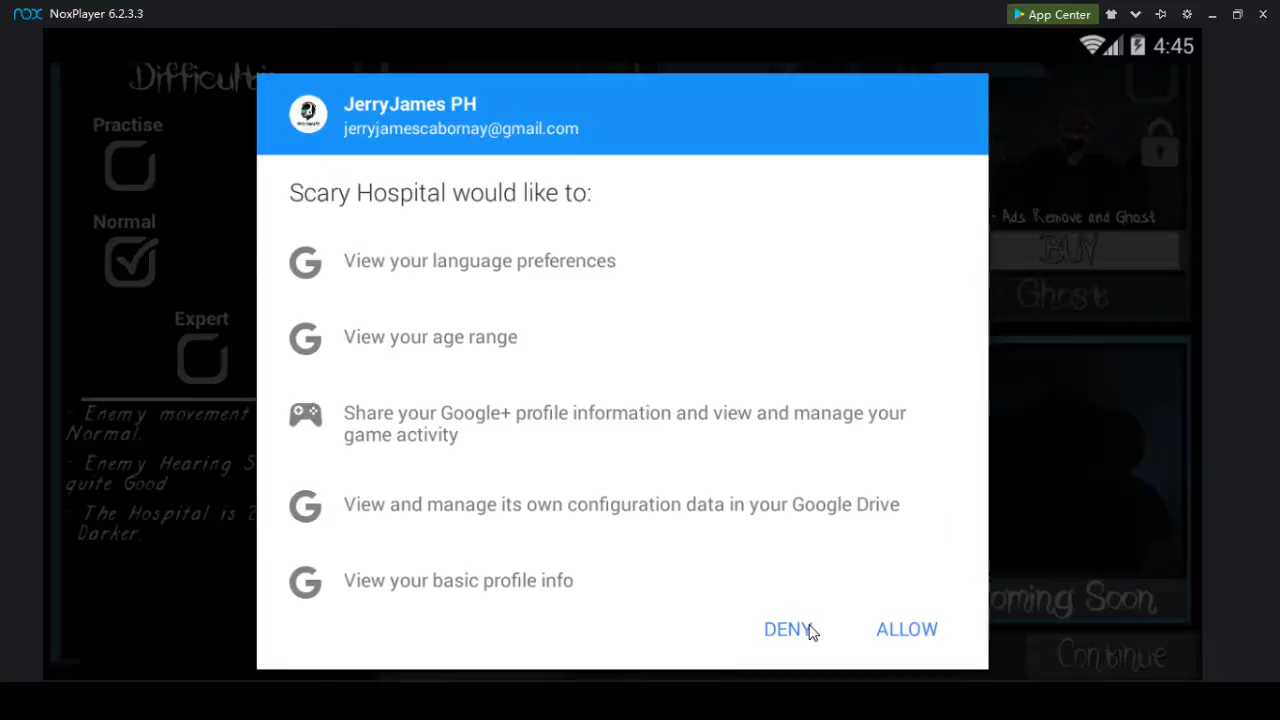 nox NoxPlayer 6.2.3.3
App Center
4:45
Practise
Normal
Expert
- Enemy movement
Normal.
- Enemy Hearing
quite Good
- The Hospital is
Darker.
JerryJames PH
jerryjamescabornay@gmail.com
Scary Hospital would like to:
View your language preferences
View your age range
Share your Google+ profile information and view and manage your
game activity
View and manage its own configuration data in your Google Drive
View your basic profile info
DENY ALLOW
- Ads Remove and Ghost
BUY
Ghost
Soon
Continue